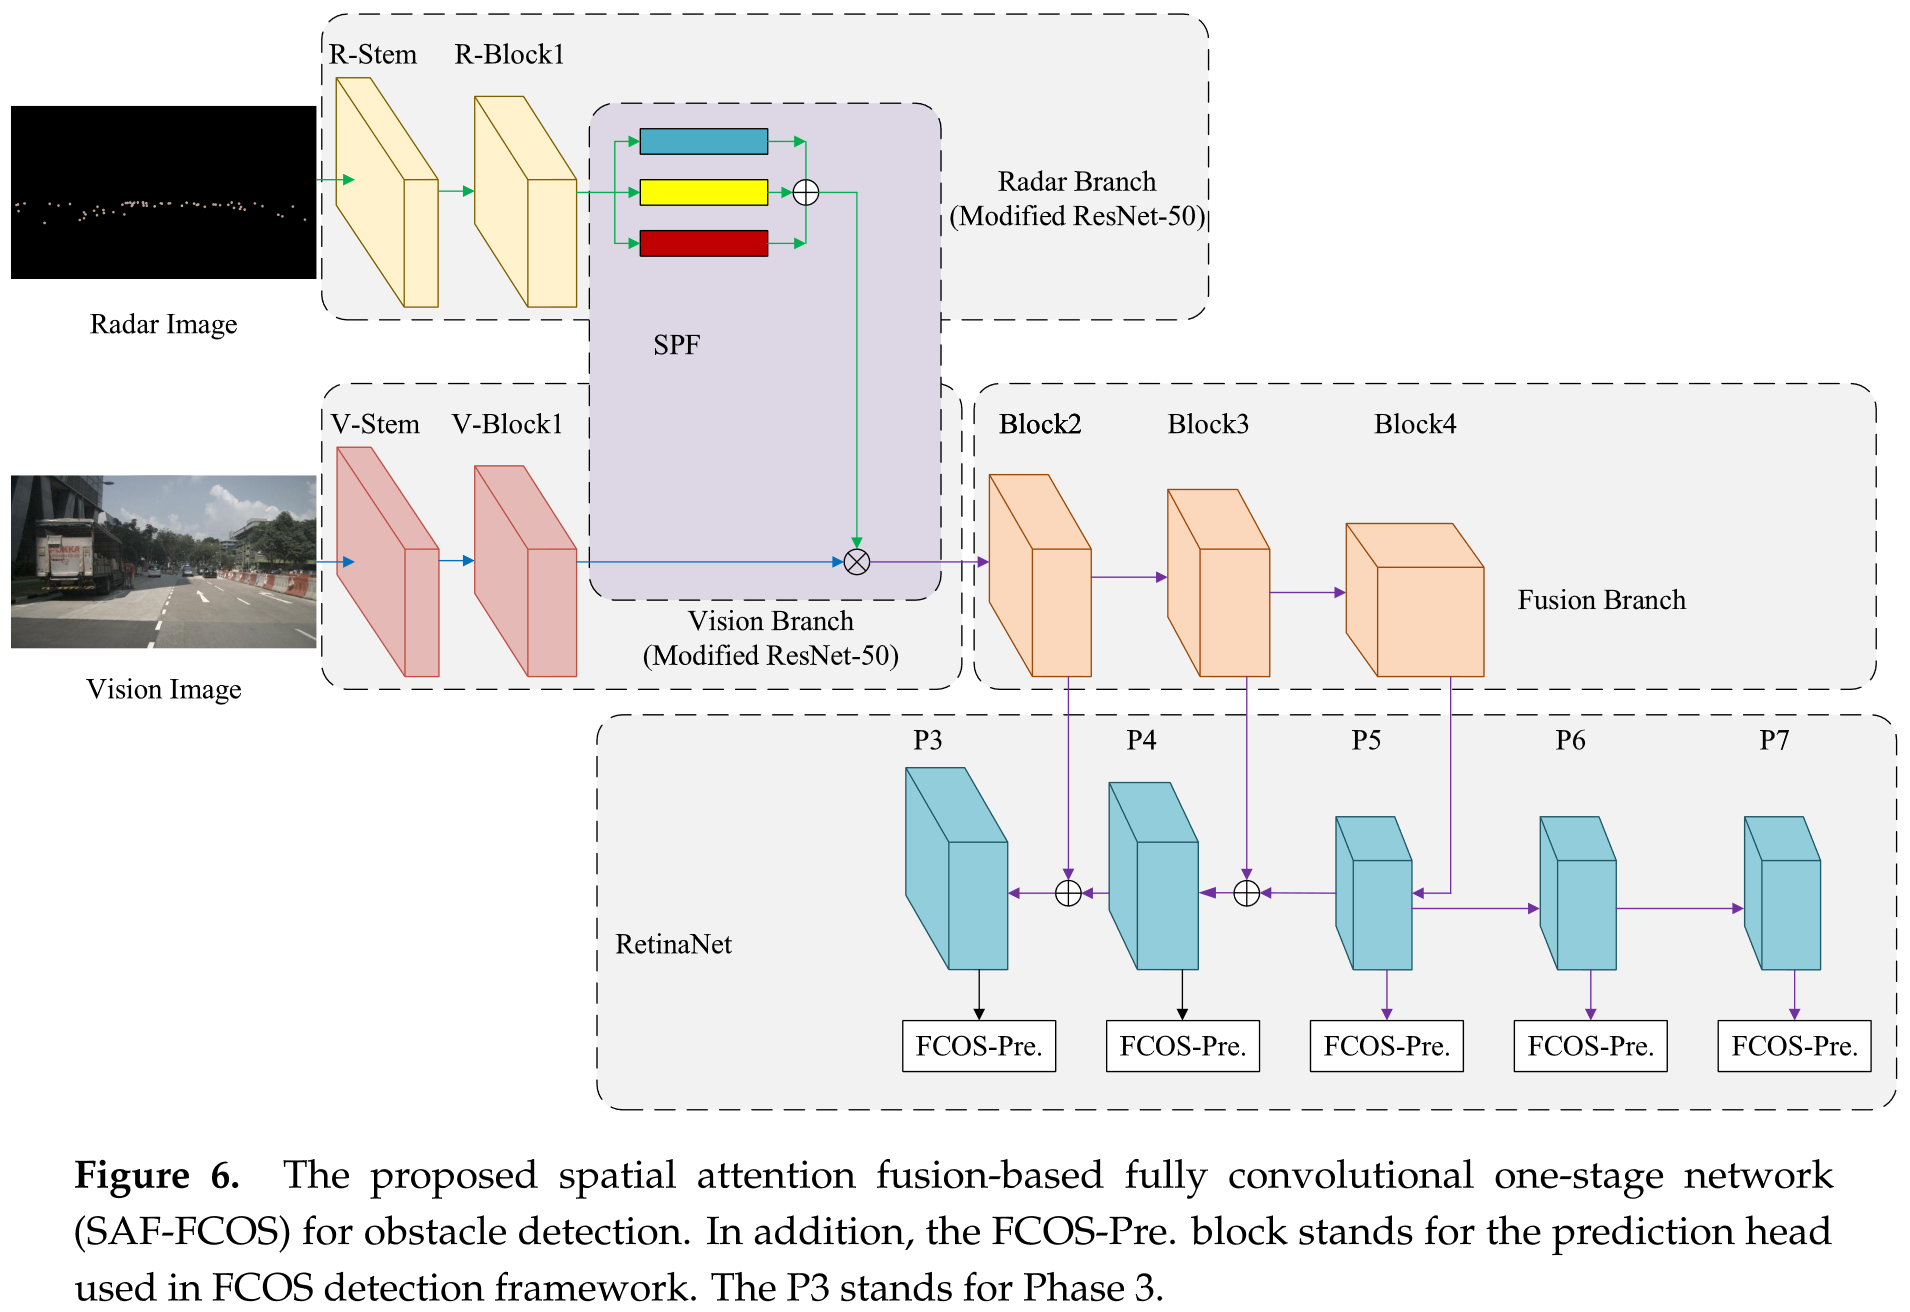 R-Stem R-Block1
Radar Branch
(Modified ResNet-50)
Radar Image
SPF
V-Stem V-Block1
Block2 Block3 Block4
Vision Branch
(Modified ResNet-50)
Fusion Branch
Vision Image
P3 P4 P5 P6 P7
RetinaNet
FCOS-Pre. FCOS-Pre. FCOS-Pre. FCOS-Pre. FCOS-Pre.
Figure 6. The proposed spatial attention fusion-based fully convolutional one-stage network
(SAF-FCOS) for obstacle detection. In addition, the FCOS-Pre. block stands for the prediction head
used in FCOS detection framework. The P3 stands for Phase 3.